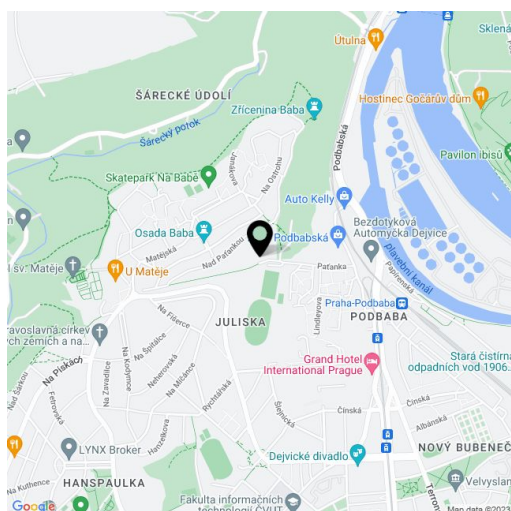 Útulna
Sklená
Hostinec Gočárův dům
ŠÁRECKÉ ÚDOLÍ
Zřícenina Baba
Podbabská
Šárecký potok
Pavilon ibisů
Jarníkova
Na Ostrohu
Skatepark Na Babě
Auto Kelly
Osada Baba
Matějská
Nad Paťankou
Podbabská
Bezdotyková
Automyčka Dejvice
plavební kanál
Papírenská
l sv. Matěje
U Matěje
Paťanka
Praha-Podbaba
Lindleyova
PODBABA
Na Fišerce
JULISKA
ravoslavná církev
ých zemích a na...
Na Špitálce
Neherovská
Na Mičánce
Rychtářská
Grand Hotel
International Prague
Stará čistírna
odpadních vod 1906...
Na Pískách
Nad Šárkou
Fetrovská
Na Zavadilce
Na Kodymce
Šlejnická
Čínská
Čínská
Albánská
Hanzelkova
LYNX Broker
Dejvické divadlo
NOVÝ BUBENEČ
Na Kuthence
HANSPAULKA
Velvyslan
Terron
Fakulta informačních
technologií ČVUT
Google
Map data ©2023